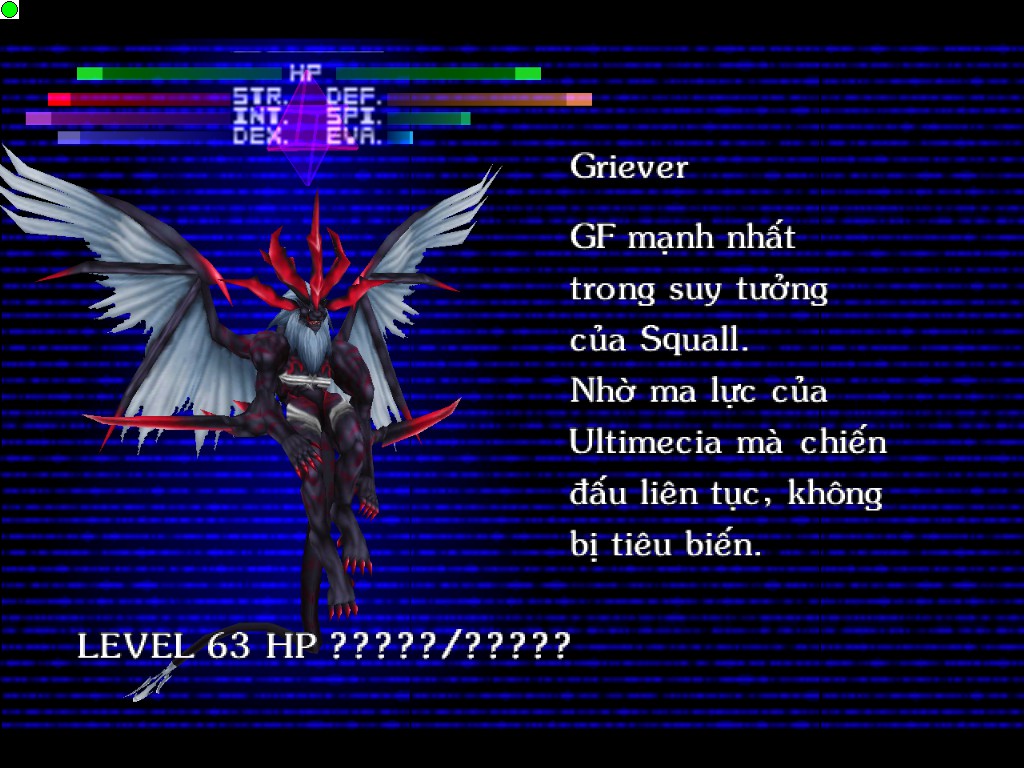 HP
STR. DEF.
INT. SPI.
DEX. EVA.
Griever
GF mạnh nhất
trong suy tưởng
của Squall.
Nhờ ma lực của
Ultimecia mà chiến
đấu liên tục, không
bị tiêu biến.
LEVEL 63 HP ?????/?????